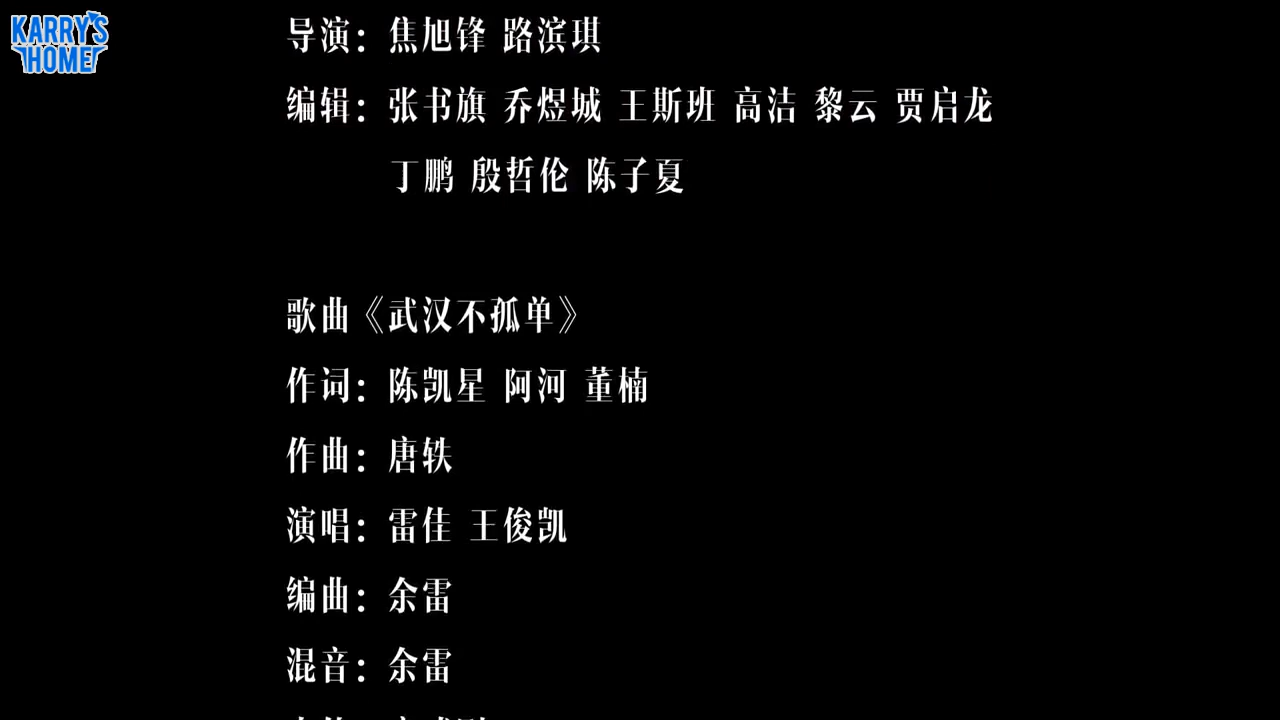 KARRY'S
HOME
导演：焦旭锋 路滨琪
编辑：张书旗 乔煜城 王斯班 高洁 黎云 贾启龙
丁鹏 殷哲伦 陈子夏
歌曲《武汉不孤单》
作词：陈凯星 阿河 董楠
作曲：唐轶
演唱：雷佳 王俊凯
编曲：余雷
混音：余雷